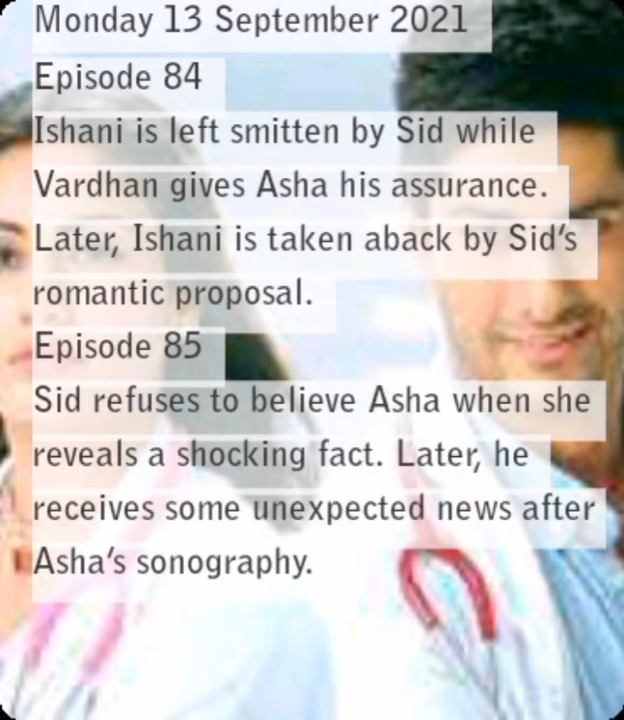 Monday 13 September 2021
Episode 84
Ishani is left smitten by Sid while
Vardhan gives Asha his assurance.
Later, Ishani is taken aback by Sid's
romantic proposal.
Episode 85
Sid refuses to believe Asha when she
reveals a shocking fact. Later, he
receives some unexpected news after
Asha's sonography.